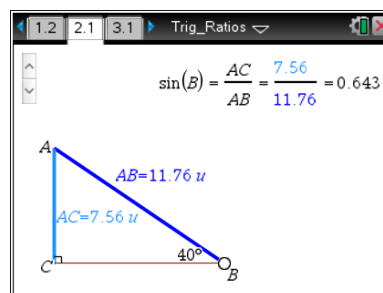 1.2 2.1 3.1 Trig_Ratios
sin(B) = AC/AB = 7.56/11.76 = 0.643
A
AB=11.76 u
AC=7.56 u
40°
C
B